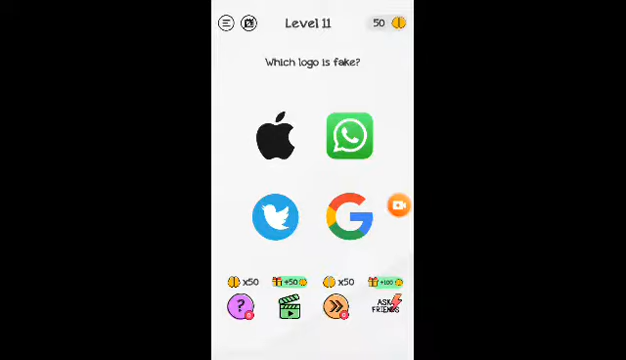 Level 11
50
Which logo is fake?
x50
+50
x50
+100
?
ASK
FRIENDS